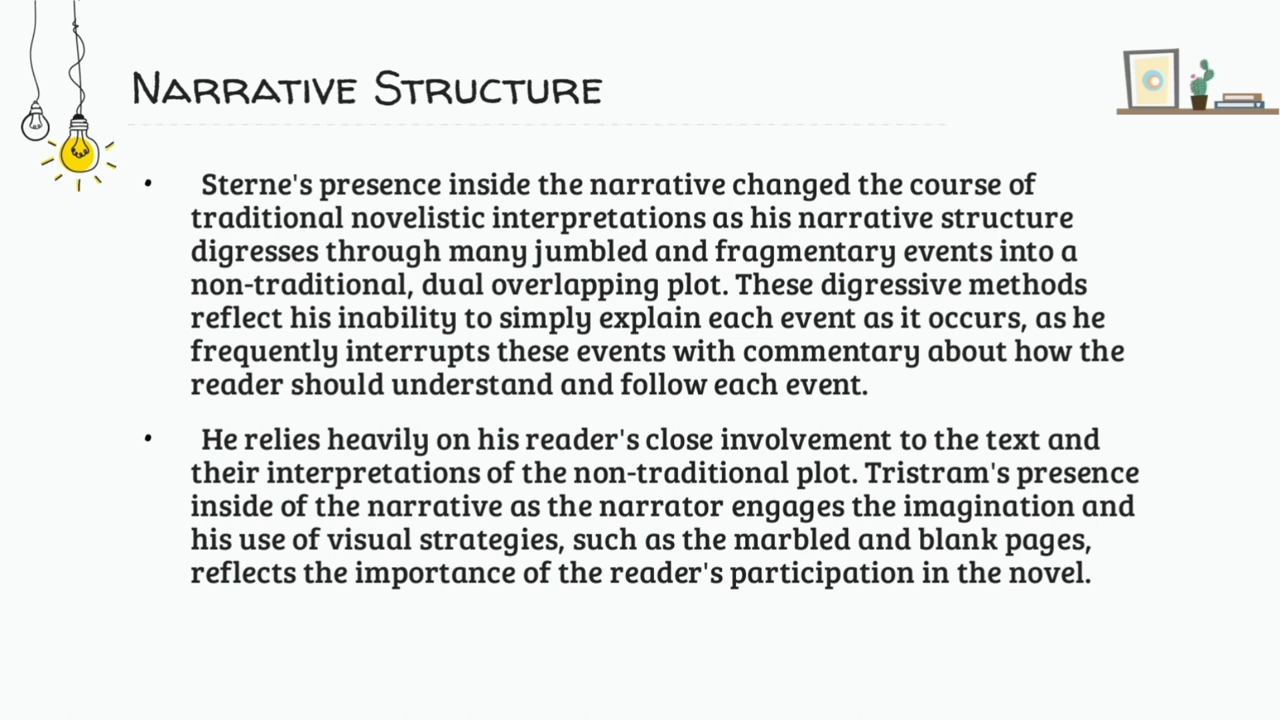 Narrative Structure
• Sterne's presence inside the narrative changed the course of
traditional novelistic interpretations as his narrative structure
digresses through many jumbled and fragmentary events into a
non-traditional, dual overlapping plot. These digressive methods
reflect his inability to simply explain each event as it occurs, as he
frequently interrupts these events with commentary about how the
reader should understand and follow each event.
• He relies heavily on his reader's close involvement to the text and
their interpretations of the non-traditional plot. Tristram's presence
inside of the narrative as the narrator engages the imagination and
his use of visual strategies, such as the marbled and blank pages,
reflects the importance of the reader's participation in the novel.